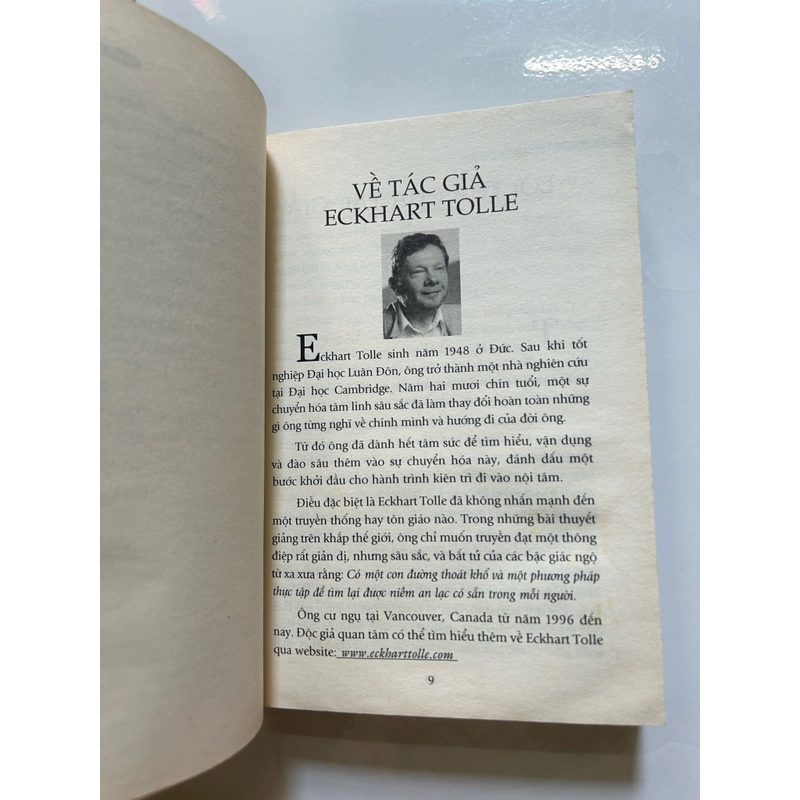 VỀ TÁC GIẢ
ECKHART TOLLE
Eckhart Tolle sinh năm 1948 ở Đức. Sau khi tốt
nghiệp Đại học Luân Đôn, ông trở thành một nhà nghiên cứu
tại Đại học Cambridge. Năm hai mươi chín tuổi, một sự
chuyển hóa tâm linh sâu sắc đã làm thay đổi hoàn toàn những
gì ông từng nghĩ về chính mình và hướng đi của đời ông.
Từ đó ông đã dành hết tâm sức để tìm hiểu, vận dụng
và đào sâu thêm vào sự chuyển hóa này, đánh dấu một
bước khởi đầu cho hành trình kiên trì đi vào nội tâm.
Điều đặc biệt là Eckhart Tolle đã không nhấn mạnh đến
một truyền thống hay tôn giáo nào. Trong những bài thuyết
giảng trên khắp thế giới, ông chỉ muốn truyền đạt một thông
điệp rất giản dị, nhưng sâu sắc, và bất tử của các bậc giác ngộ
từ xa xưa rằng: Có một con đường thoát khổ và một phương pháp
thực tập để tìm lại được niềm an lạc có sẵn trong mỗi người.
Ông cư ngụ tại Vancouver, Canada từ năm 1996 đến
nay. Độc giả quan tâm có thể tìm hiểu thêm về Eckhart Tolle
qua website: www.eckharttolle.com
9